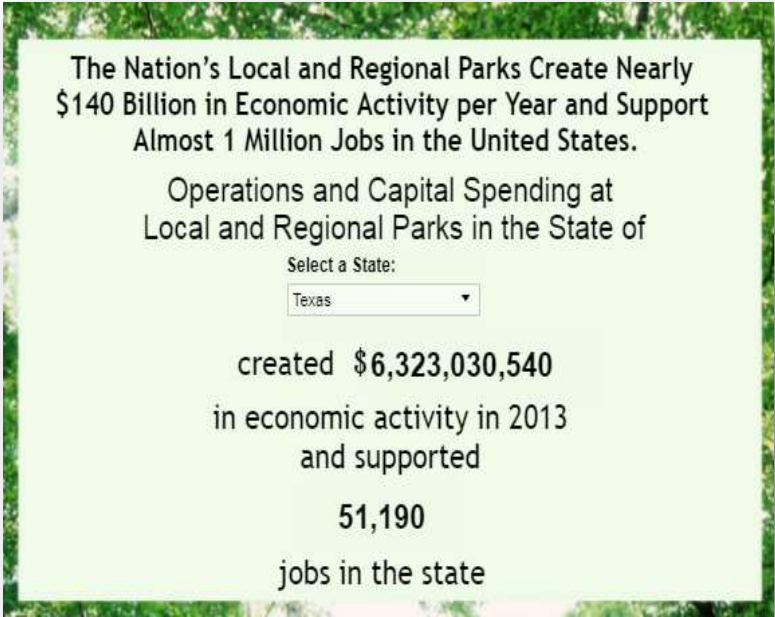 The Nation's Local and Regional Parks Create Nearly
$140 Billion in Economic Activity per Year and Support
Almost 1 Million Jobs in the United States.
Operations and Capital Spending at
Local and Regional Parks in the State of
Select a State:
Texas
created $6,323,030,540
in economic activity in 2013
and supported
51,190
jobs in the state